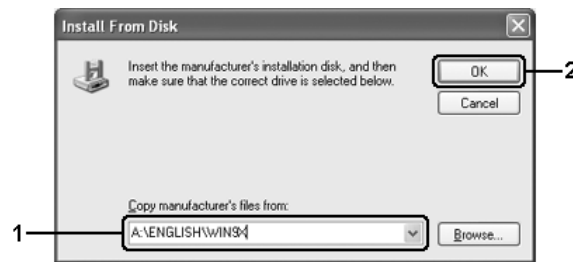 Install From Disk
Insert the manufacturer's installation disk, and then
make sure that the correct drive is selected below.
OK
2
Cancel
Copy manufacturer's files from:
1
A:\ENGLISH\WIN9X
Browse...